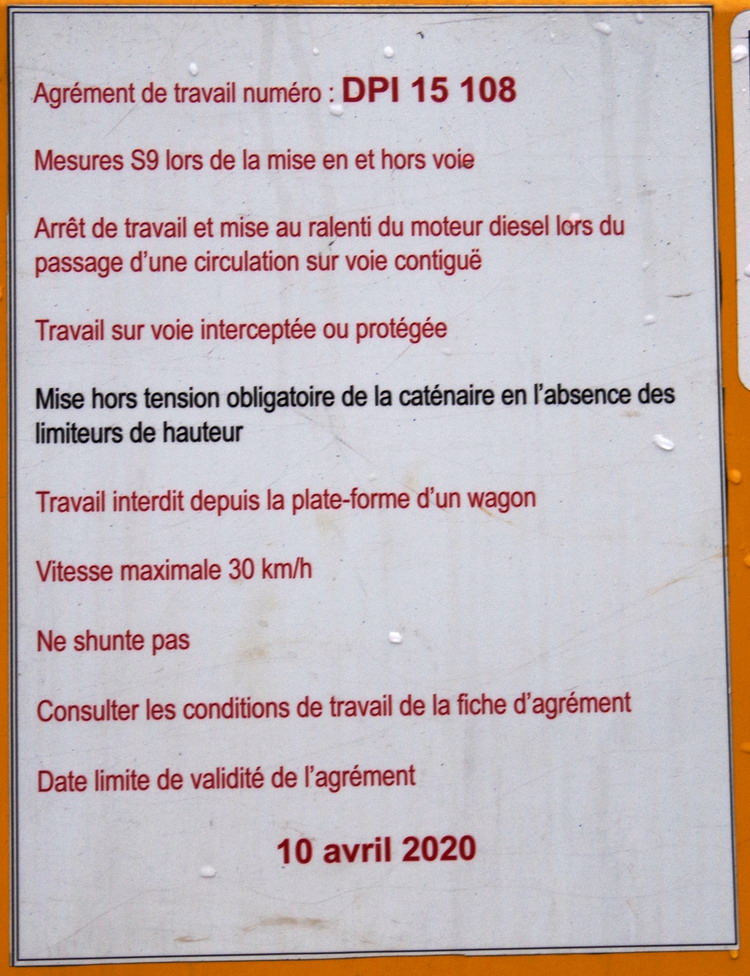 Agrément de travail numéro : DPI 15 108
Mesures S9 lors de la mise en et hors voie
Arrêt de travail et mise au ralenti du moteur diesel lors du
passage d'une circulation sur voie contiguë
Travail sur voie interceptée ou protégée
Mise hors tension obligatoire de la caténaire en l'absence des
limiteurs de hauteur
Travail interdit depuis la plate-forme d'un wagon
Vitesse maximale 30 km/h
Ne shunte pas
Consulter les conditions de travail de la fiche d'agrément
Date limite de validité de l'agrément
10 avril 2020